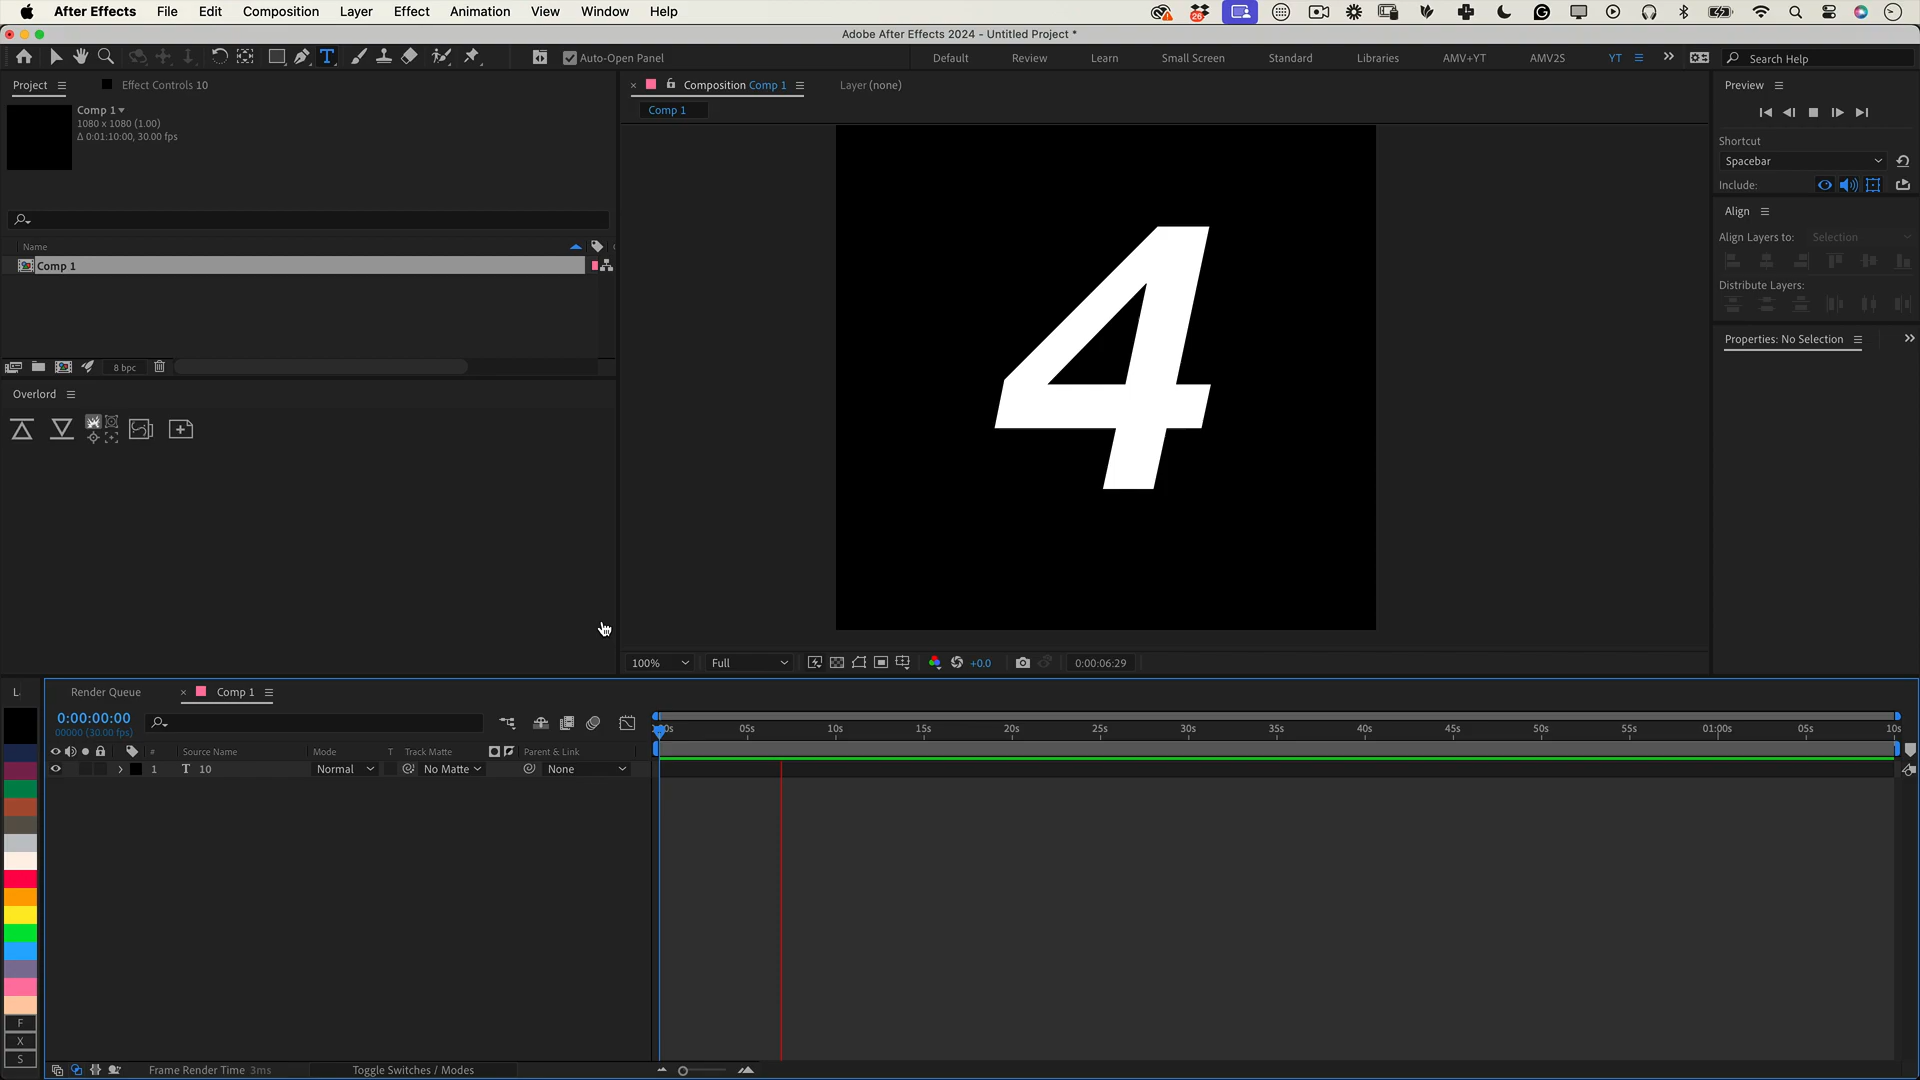 After Effects File Edit Composition Layer Effect Animation View Window Help
26
Adobe After Effects 2024 - Untitled Project *
T Auto-Open Panel Default Review Learn Small Screen Standard Libraries AMV+YT AMV2S YT Search Help
Project Effect Controls 10
Comp 1
1080 x 1080 (1.00)
Δ 0:01:10:00, 30.00 fps
Name
Comp 1
8 bpc
Overlord
× Composition Comp 1 Layer (none)
Comp 1
4
100% Full +0.0 0:00:06:29
Preview
Shortcut
Spacebar
Include:
Align
Align Layers to: Selection
Distribute Layers:
Properties: No Selection
L Render Queue × Comp 1
0:00:00:00
00000 (30.00 fps)
00s 05s 10s 15s 20s 25s 30s 35s 40s 45s 50s 55s 01:00s 05s 10s
# Source Name Mode T Track Matte Parent & Link
1 T 10 Normal No Matte None
F
X
S
Frame Render Time 3ms Toggle Switches / Modes